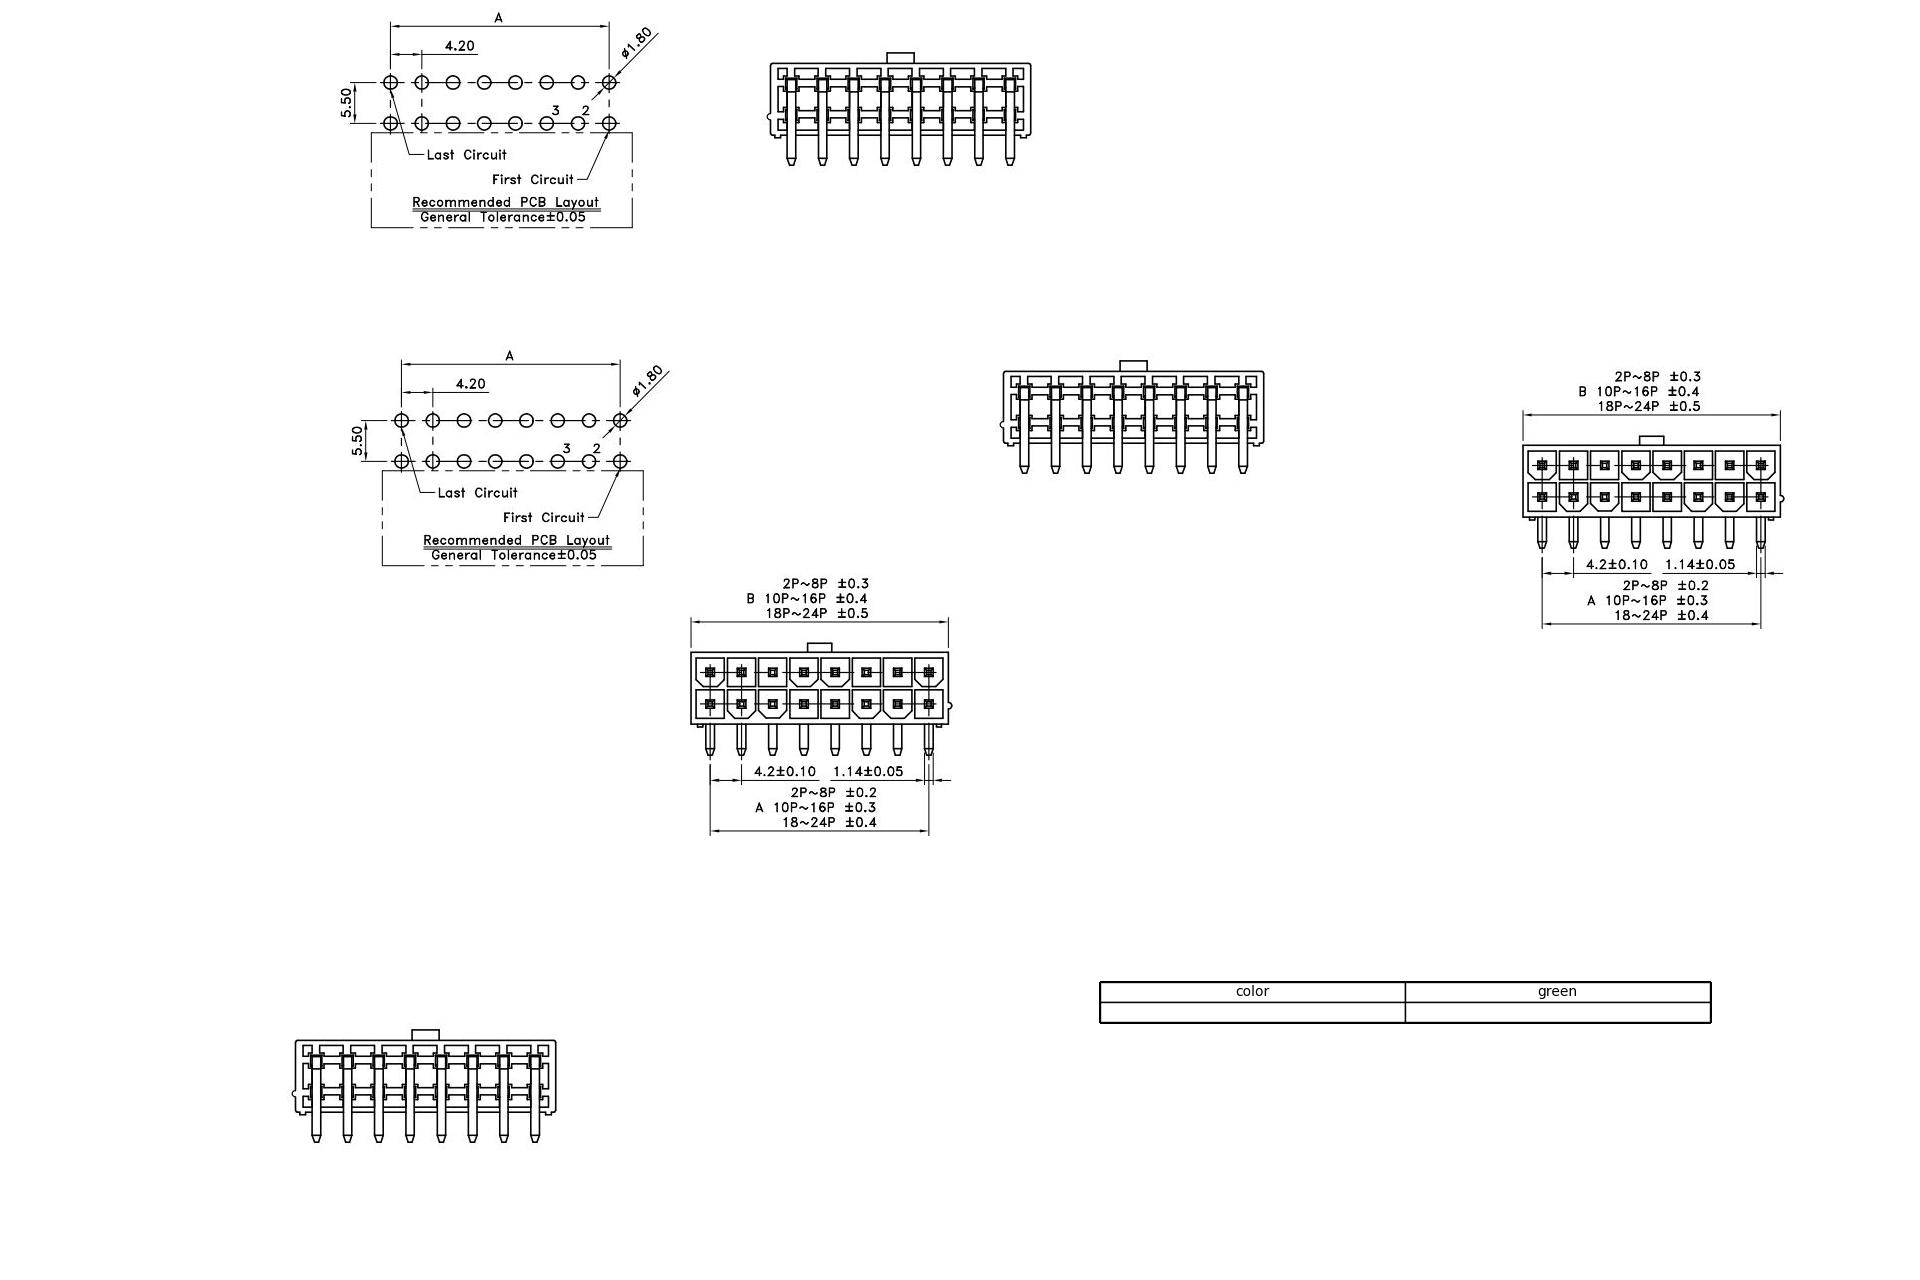 A
4.20
ø1.80
5.50
3 2
Last Circuit
First Circuit
Recommended PCB Layout
General Tolerance±0.05
A
4.20
ø1.80
5.50
3 2
Last Circuit
First Circuit
Recommended PCB Layout
General Tolerance±0.05
2P~8P ±0.3
B 10P~16P ±0.4
18P~24P ±0.5
4.2±0.10 1.14±0.05
2P~8P ±0.2
A 10P~16P ±0.3
18~24P ±0.4
2P~8P ±0.3
B 10P~16P ±0.4
18P~24P ±0.5
4.2±0.10 1.14±0.05
2P~8P ±0.2
A 10P~16P ±0.3
18~24P ±0.4
color green